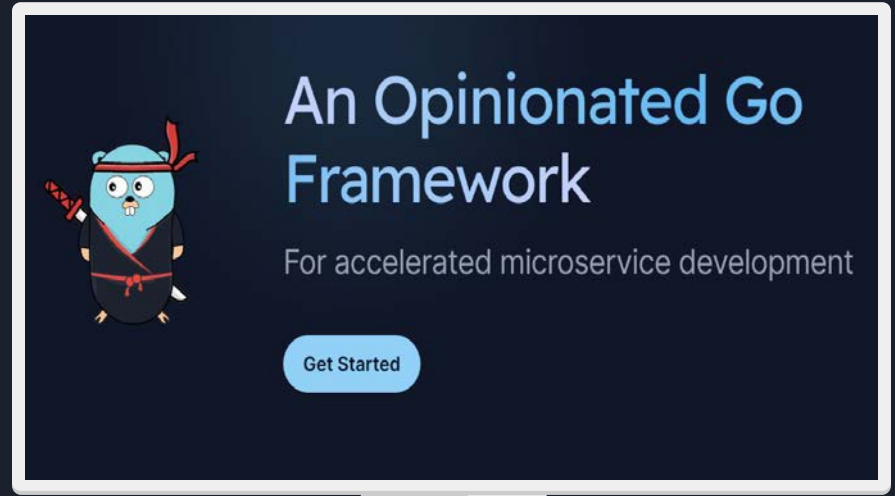 An Opinionated Go
Framework
For accelerated microservice development
Get Started